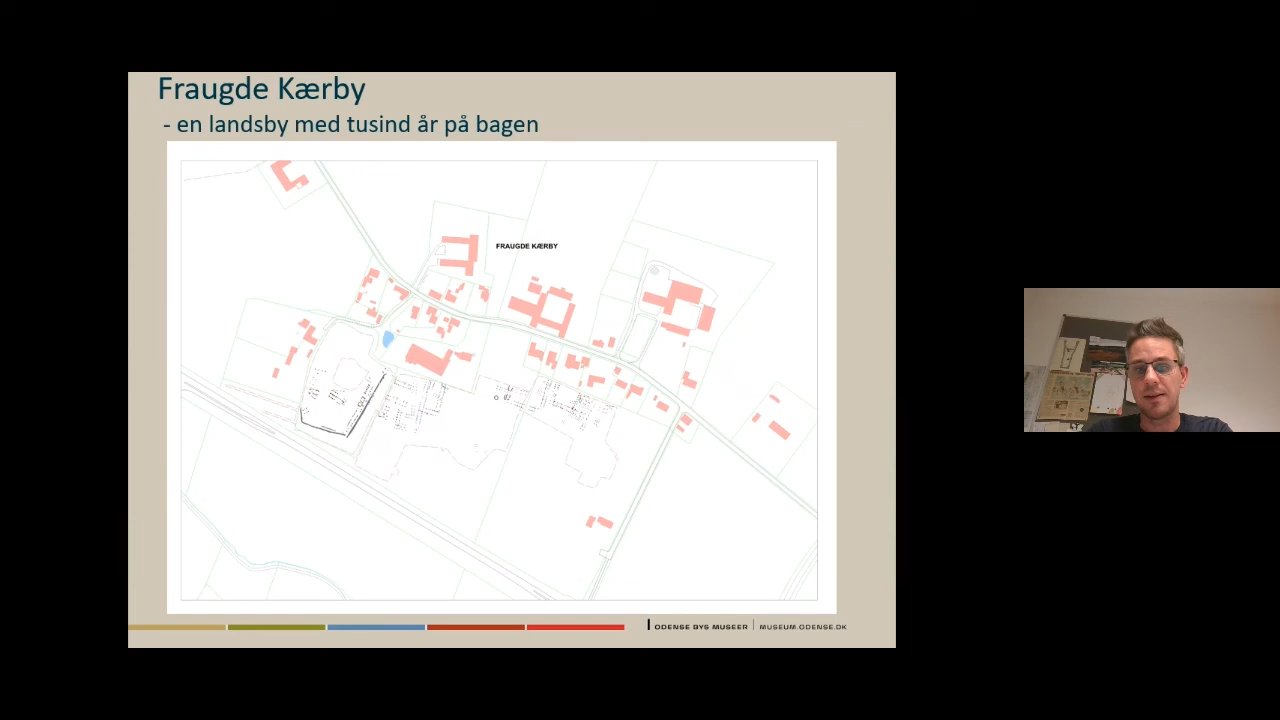 Fraugde Kærby
- en landsby med tusind år på bagen
FRAUGDE KÆRBY
ODENSE BYS MUSEER | MUSEUM.ODENSE.DK